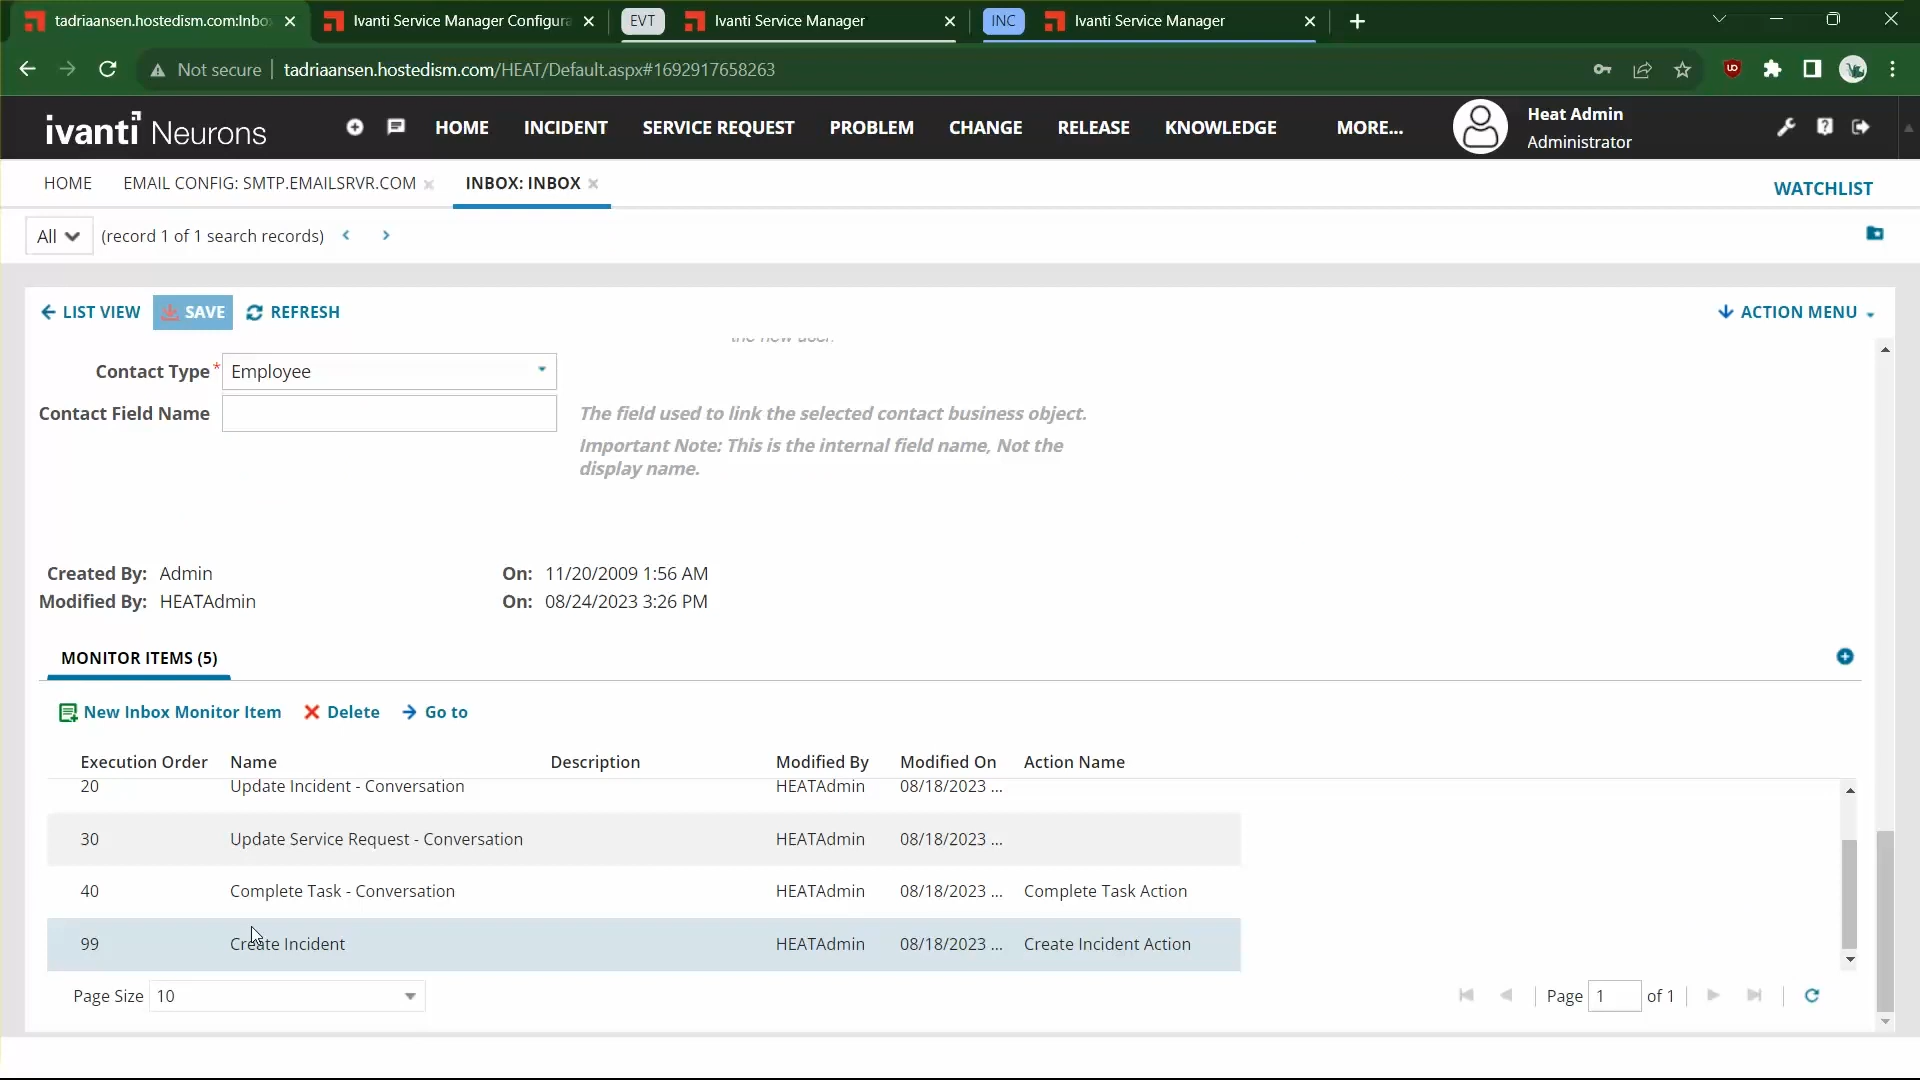 tadriaansen.hostedism.com:Inbo
Ivanti Service Manager Configura
EVT
Ivanti Service Manager
INC
Ivanti Service Manager
Not secure
tadriaansen.hostedism.com/HEAT/Default.aspx#1692917658263
ivanti Neurons
HOME INCIDENT SERVICE REQUEST PROBLEM CHANGE RELEASE KNOWLEDGE MORE...
Heat Admin
Administrator
HOME EMAIL CONFIG: SMTP.EMAILSRVR.COM INBOX: INBOX
WATCHLIST
All (record 1 of 1 search records)
LIST VIEW SAVE REFRESH ACTION MENU
the new user.
Contact Type* Employee
Contact Field Name
The field used to link the selected contact business object.
Important Note: This is the internal field name, Not the
display name.
Created By: Admin On: 11/20/2009 1:56 AM
Modified By: HEATAdmin On: 08/24/2023 3:26 PM
MONITOR ITEMS (5)
New Inbox Monitor Item Delete Go to
Execution Order Name Description Modified By Modified On Action Name
20 Update Incident - Conversation HEATAdmin 08/18/2023 ...
30 Update Service Request - Conversation HEATAdmin 08/18/2023 ...
40 Complete Task - Conversation HEATAdmin 08/18/2023 ... Complete Task Action
99 Create Incident HEATAdmin 08/18/2023 ... Create Incident Action
Page Size 10 Page 1 of 1